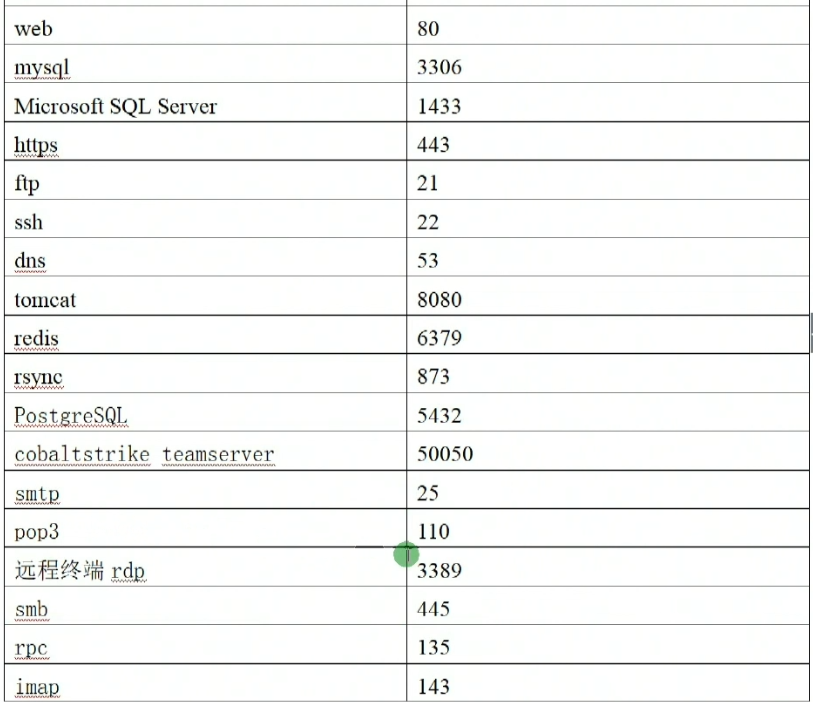 web 80
mysql 3306
Microsoft SQL Server 1433
https 443
ftp 21
ssh 22
dns 53
tomcat 8080
redis 6379
rsync 873
PostgreSQL 5432
cobaltstrike teamserver 50050
smtp 25
pop3 110
远程终端 rdp 3389
smb 445
rpc 135
imap 143